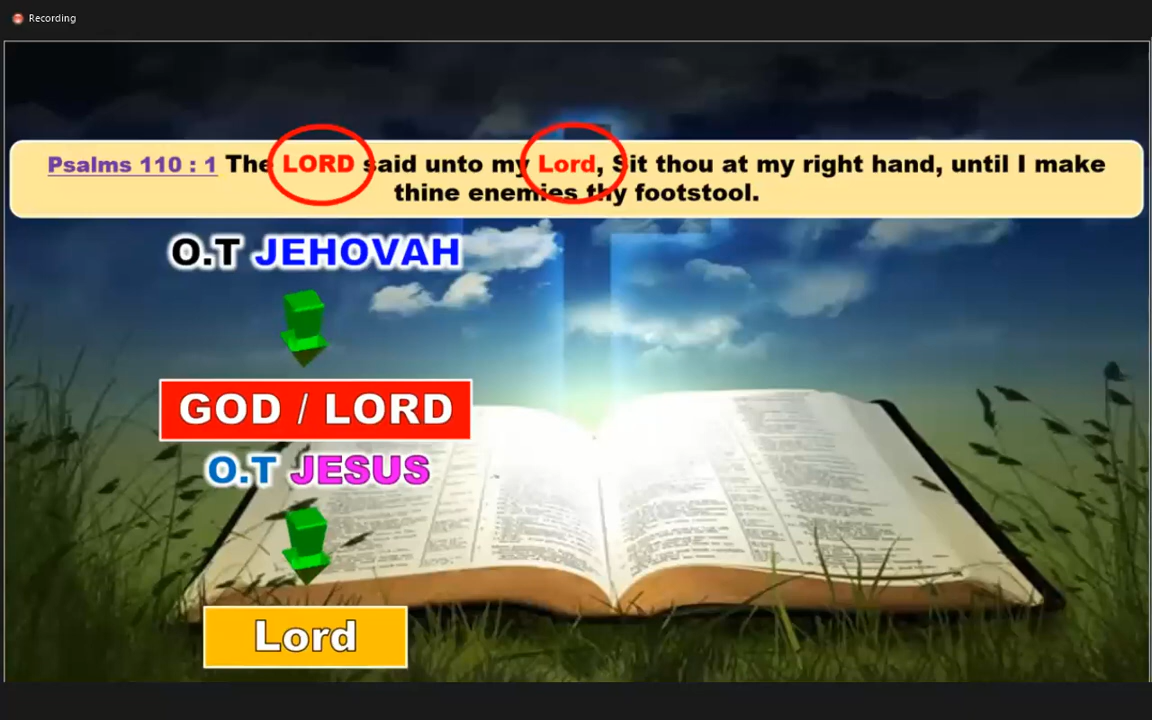 Recording
Psalms 110 : 1 The LORD said unto my Lord, Sit thou at my right hand, until I make
thine enemies thy footstool.
O.T JEHOVAH
GOD / LORD
O.T JESUS
Lord